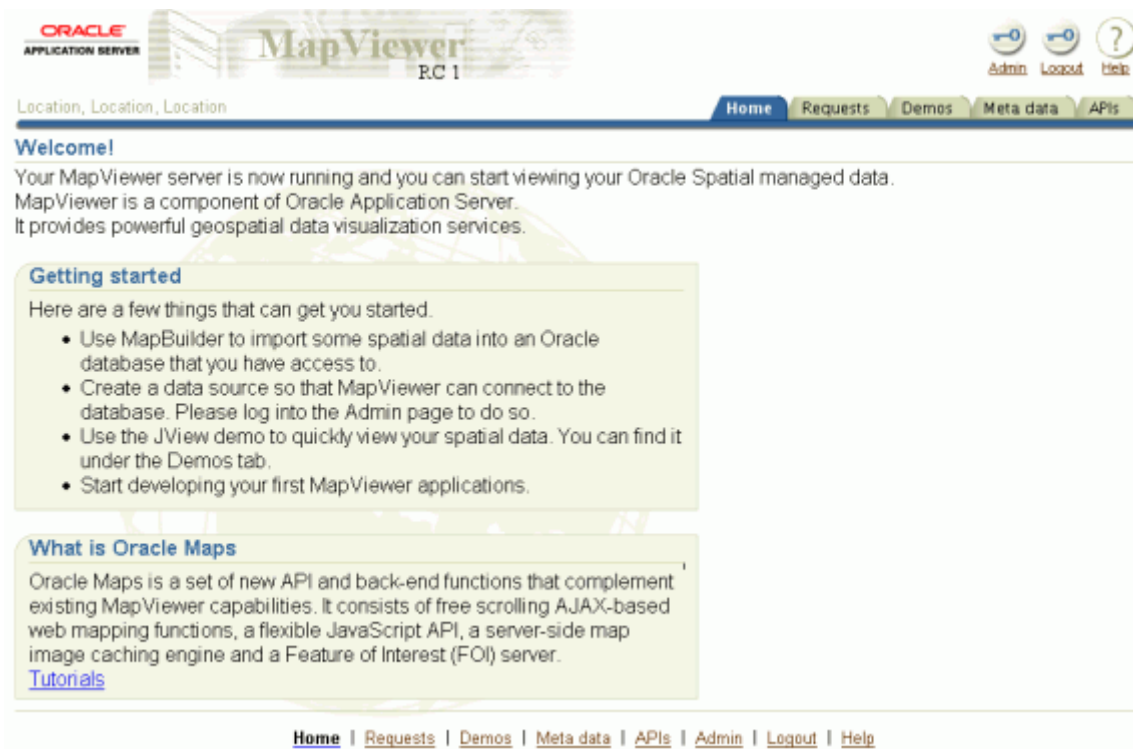 ORACLE
APPLICATION SERVER
MapViewer
RC 1
Admin Logout Help
Location, Location, Location
Home Requests Demos Meta data APIs
Welcome!
Your MapViewer server is now running and you can start viewing your Oracle Spatial managed data.
MapViewer is a component of Oracle Application Server.
It provides powerful geospatial data visualization services.
Getting started
Here are a few things that can get you started.
• Use MapBuilder to import some spatial data into an Oracle
database that you have access to.
• Create a data source so that MapViewer can connect to the
database. Please log into the Admin page to do so.
• Use the JView demo to quickly view your spatial data. You can find it
under the Demos tab.
• Start developing your first MapViewer applications.
What is Oracle Maps
Oracle Maps is a set of new API and back-end functions that complement
existing MapViewer capabilities. It consists of free scrolling AJAX-based
web mapping functions, a flexible JavaScript API, a server-side map
image caching engine and a Feature of Interest (FOI) server.
Tutorials
Home | Requests | Demos | Meta data | APIs | Admin | Logout | Help